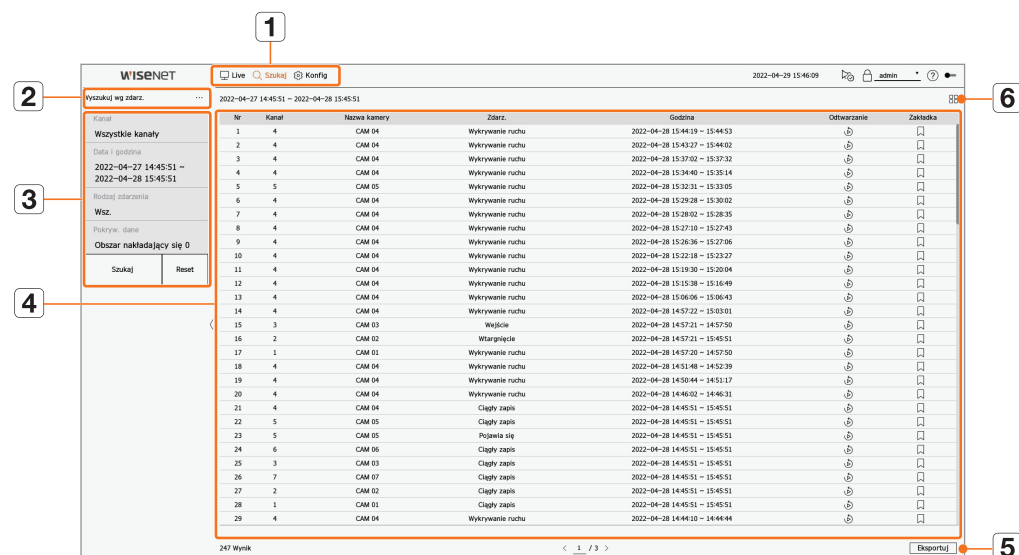 1
WISENET
Live Szukaj Konfig
2022-04-29 15:46:09
admin
2
Wyszukuj wg zdarz. ...
2022-04-27 14:45:51 ~ 2022-04-28 15:45:51
6
3
Kanał
Wszystkie kanały
Data i godzina
2022-04-27 14:45:51 ~
2022-04-28 15:45:51
Rodzaj zdarzenia
Wsz.
Pokryw. dane
Obszar nakładający się 0
Szukaj Reset
4
Nr Kanał Nazwa kamery Zdarz. Godzina Odtwarzanie Zakładka
1 4 CAM 04 Wykrywanie ruchu 2022-04-28 15:44:19 ~ 15:44:53
2 4 CAM 04 Wykrywanie ruchu 2022-04-28 15:43:27 ~ 15:44:02
3 4 CAM 04 Wykrywanie ruchu 2022-04-28 15:37:02 ~ 15:37:32
4 4 CAM 04 Wykrywanie ruchu 2022-04-28 15:34:40 ~ 15:35:14
5 5 CAM 05 Wykrywanie ruchu 2022-04-28 15:32:31 ~ 15:33:05
6 4 CAM 04 Wykrywanie ruchu 2022-04-28 15:29:28 ~ 15:30:02
7 4 CAM 04 Wykrywanie ruchu 2022-04-28 15:28:02 ~ 15:28:35
8 4 CAM 04 Wykrywanie ruchu 2022-04-28 15:27:10 ~ 15:27:43
9 4 CAM 04 Wykrywanie ruchu 2022-04-28 15:26:36 ~ 15:27:06
10 4 CAM 04 Wykrywanie ruchu 2022-04-28 15:22:18 ~ 15:23:27
11 4 CAM 04 Wykrywanie ruchu 2022-04-28 15:19:30 ~ 15:20:04
12 4 CAM 04 Wykrywanie ruchu 2022-04-28 15:15:38 ~ 15:16:49
13 4 CAM 04 Wykrywanie ruchu 2022-04-28 15:06:06 ~ 15:06:43
14 4 CAM 04 Wykrywanie ruchu 2022-04-28 14:57:22 ~ 15:03:01
15 3 CAM 03 Wejście 2022-04-28 14:57:21 ~ 14:57:50
16 2 CAM 02 Wtargnięcie 2022-04-28 14:57:21 ~ 15:45:51
17 1 CAM 01 Wykrywanie ruchu 2022-04-28 14:57:20 ~ 14:57:50
18 4 CAM 04 Wykrywanie ruchu 2022-04-28 14:51:48 ~ 14:52:39
19 4 CAM 04 Wykrywanie ruchu 2022-04-28 14:50:44 ~ 14:51:17
20 4 CAM 04 Wykrywanie ruchu 2022-04-28 14:46:02 ~ 14:46:31
21 4 CAM 04 Ciągły zapis 2022-04-28 14:45:51 ~ 15:45:51
22 5 CAM 05 Ciągły zapis 2022-04-28 14:45:51 ~ 15:45:51
23 5 CAM 05 Pojawia się 2022-04-28 14:45:51 ~ 15:45:51
24 6 CAM 06 Ciągły zapis 2022-04-28 14:45:51 ~ 15:45:51
25 3 CAM 03 Ciągły zapis 2022-04-28 14:45:51 ~ 15:45:51
26 7 CAM 07 Ciągły zapis 2022-04-28 14:45:51 ~ 15:45:51
27 2 CAM 02 Ciągły zapis 2022-04-28 14:45:51 ~ 15:45:51
28 1 CAM 01 Ciągły zapis 2022-04-28 14:45:51 ~ 15:45:51
29 4 CAM 04 Wykrywanie ruchu 2022-04-28 14:44:10 ~ 14:44:44
247 Wynik
< 1 / 3 >
Eksportuj
5